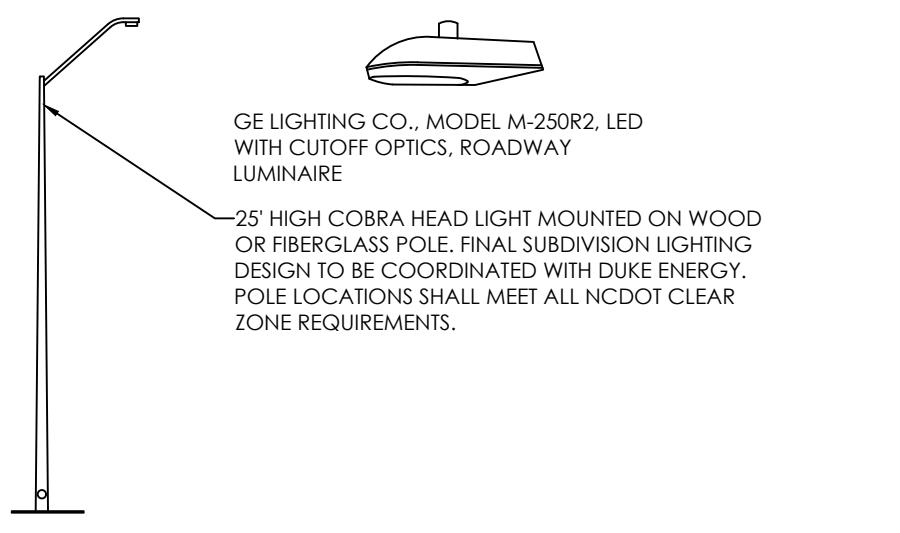 GE LIGHTING CO., MODEL M-250R2, LED
WITH CUTOFF OPTICS, ROADWAY
LUMINAIRE
25' HIGH COBRA HEAD LIGHT MOUNTED ON WOOD
OR FIBERGLASS POLE. FINAL SUBDIVISION LIGHTING
DESIGN TO BE COORDINATED WITH DUKE ENERGY.
POLE LOCATIONS SHALL MEET ALL NCDOT CLEAR
ZONE REQUIREMENTS.